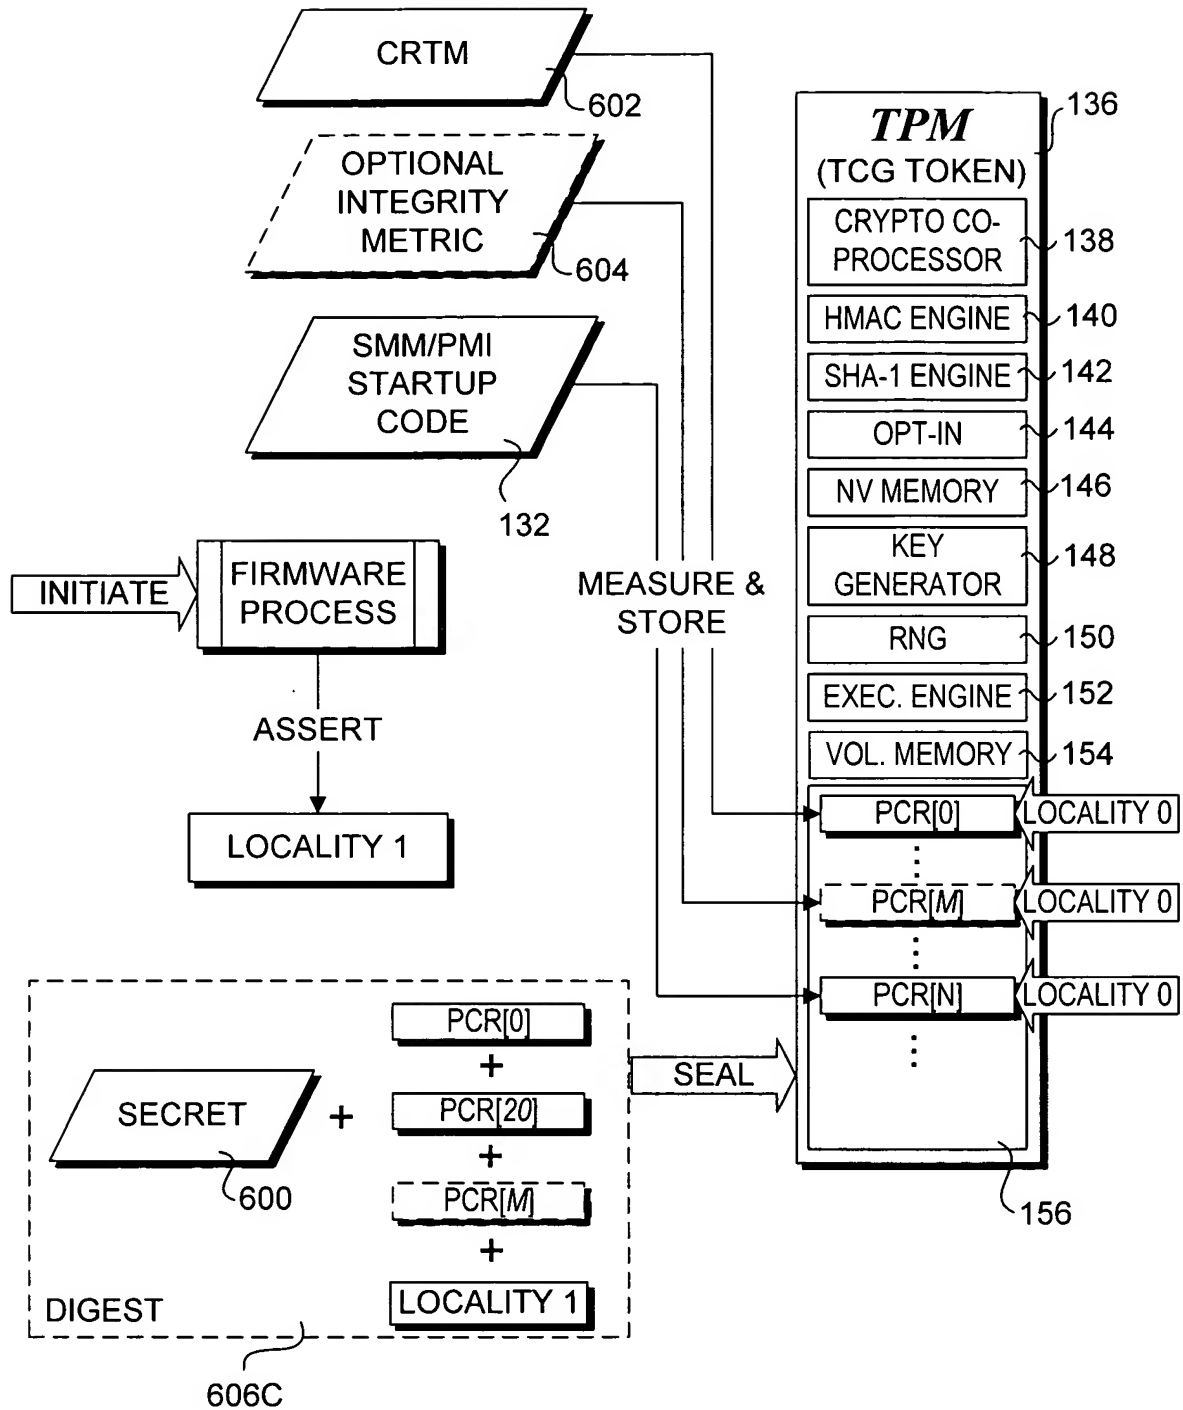 CRTM
602
OPTIONAL
INTEGRITY
METRIC
604
SMM/PMI
STARTUP
CODE
132
INITIATE
FIRMWARE
PROCESS
ASSERT
LOCALITY 1
MEASURE &
STORE
TPM
(TCG TOKEN)
136
CRYPTO CO-
PROCESSOR
138
HMAC ENGINE
140
SHA-1 ENGINE
142
OPT-IN
144
NV MEMORY
146
KEY
GENERATOR
148
RNG
150
EXEC. ENGINE
152
VOL. MEMORY
154
PCR[0]
LOCALITY 0
PCR[M]
LOCALITY 0
PCR[N]
LOCALITY 0
156
SECRET
600
+
PCR[0]
+
PCR[20]
+
PCR[M]
+
LOCALITY 1
DIGEST
606C
SEAL